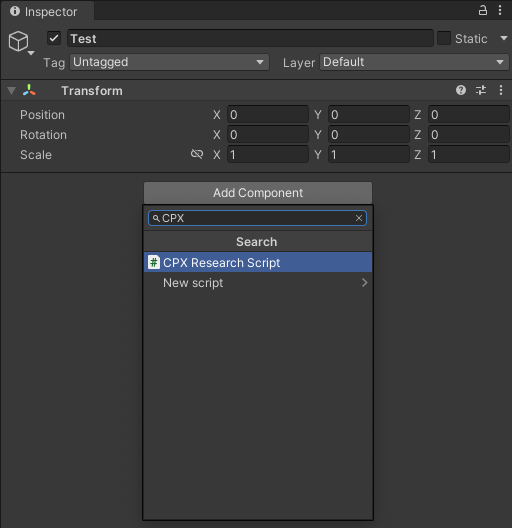 Inspector
Test Static
Tag Untagged Layer Default
Transform
Position X 0 Y 0 Z 0
Rotation X 0 Y 0 Z 0
Scale X 1 Y 1 Z 1
Add Component
CPX
Search
# CPX Research Script
New script